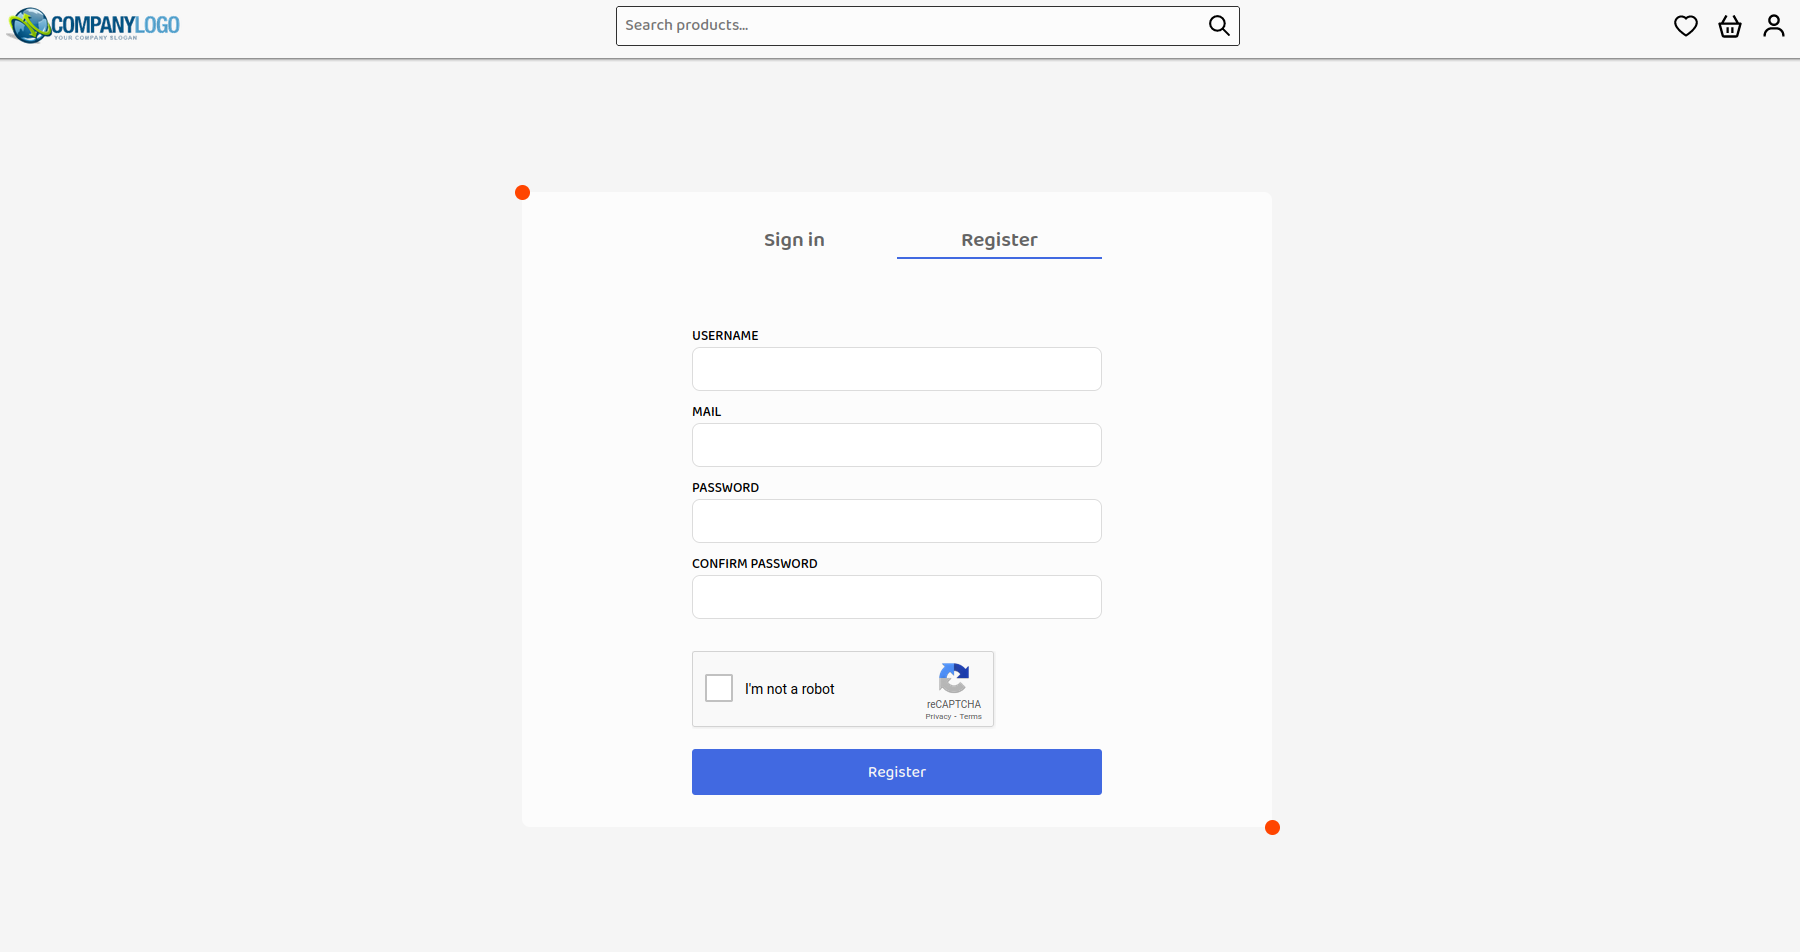 COMPANYLOGO
YOUR COMPANY SLOGAN
Search products...
Sign in
Register
USERNAME
MAIL
PASSWORD
CONFIRM PASSWORD
I'm not a robot
reCAPTCHA
Privacy - Terms
Register